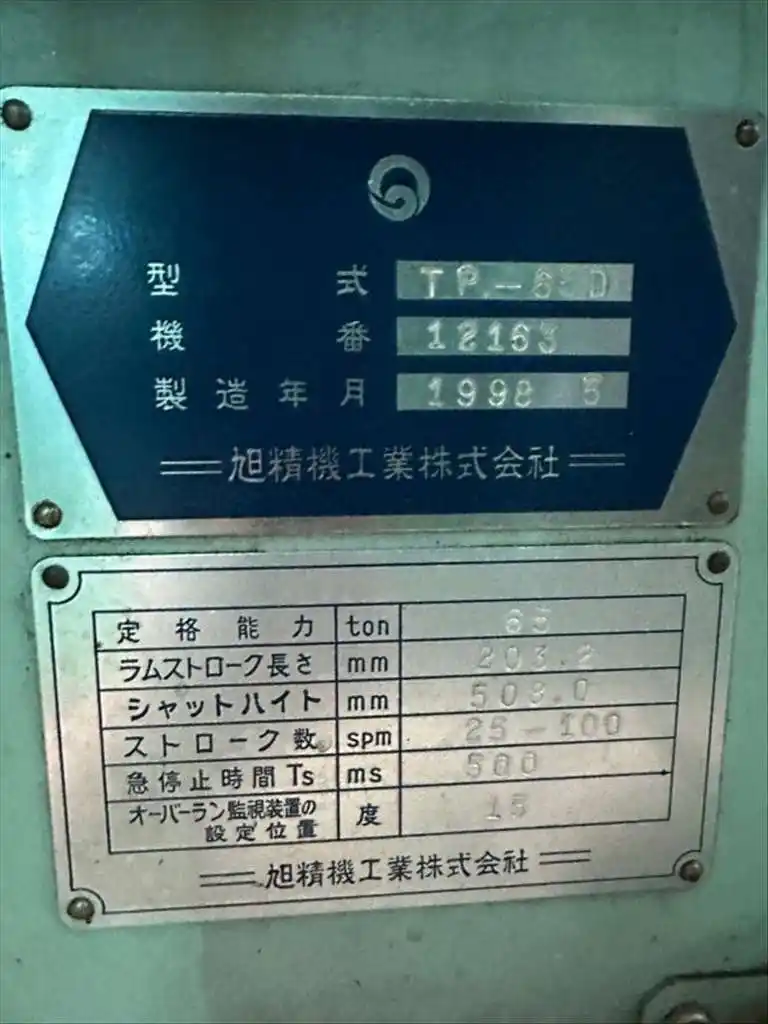 型式 TP-65D
機番 12163
製造年月 1998 5
旭精機工業株式会社
定格能力 ton 65
ラムストローク長さ mm 203.2
シャットハイト mm 508.0
ストローク数 spm 25-100
急停止時間Ts ms 500
オーバーラン監視装置の
設定位置 度 15
旭精機工業株式会社